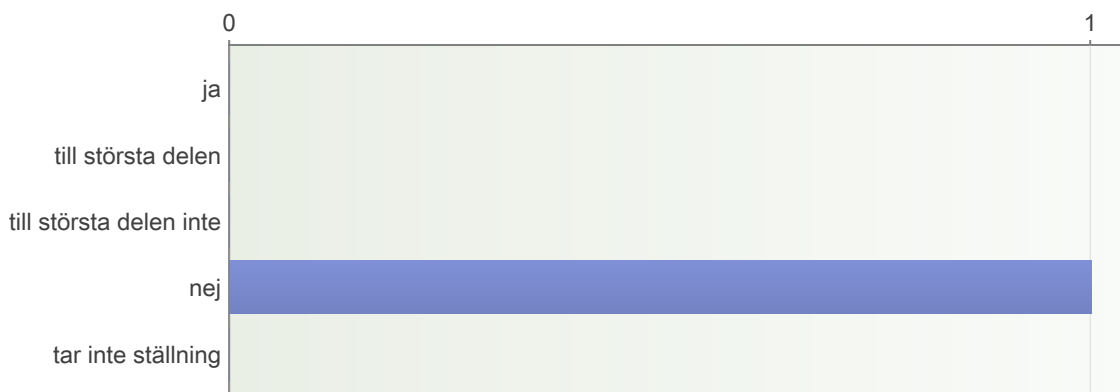 0 1
ja
till största delen
till största delen inte
nej
tar inte ställning